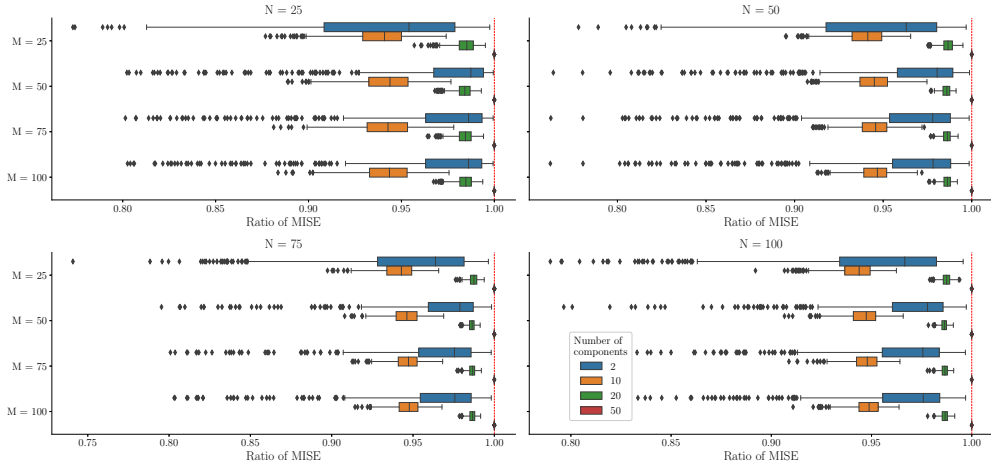 N = 25
M = 25
M = 50
M = 75
M = 100
0.80 0.85 0.90 0.95 1.00
Ratio of MISE
N = 50
0.80 0.85 0.90 0.95 1.00
Ratio of MISE
N = 75
M = 25
M = 50
M = 75
M = 100
0.75 0.80 0.85 0.90 0.95 1.00
Ratio of MISE
N = 100
Number of
components
2
10
20
50
0.80 0.85 0.90 0.95 1.00
Ratio of MISE